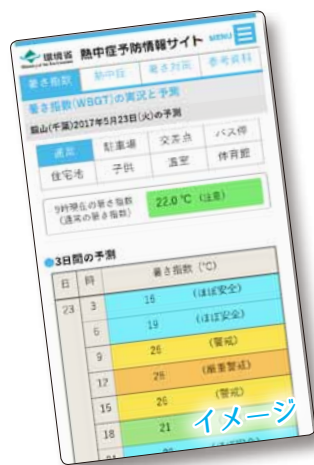 環境省 熱中症予防情報サイト MENU
暑さ指数 熱中症 暑さ対策 参考資料
暑さ指数(WBGT)の実況と予測
館山(千葉)2017年5月23日(火)の予測
通常 駐車場 交差点 バス停
住宅地 子供 温室 体育館
9時現在の暑さ指数
(通常の暑さ指数)
22.0 ℃ (注意)
3日間の予測
日 時 暑さ指数 (℃)
23 3 16 (ほぼ安全)
6 19 (ほぼ安全)
9 26 (警戒)
12 28 (厳重警戒)
15 26 (警戒)
18 21
イメージ